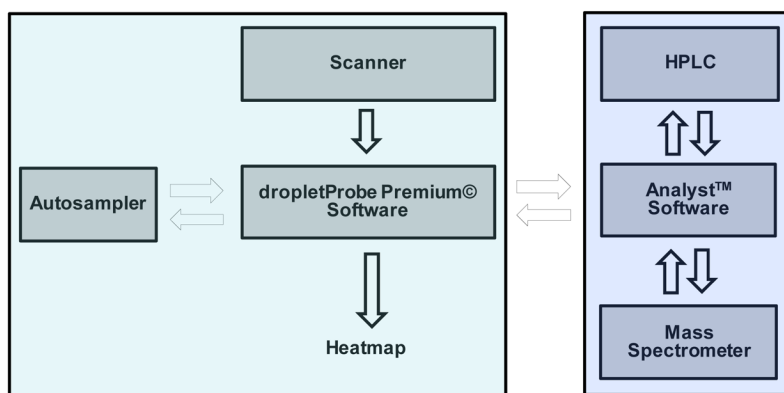 Scanner
HPLC
Autosampler
dropletProbe Premium©
Software
Analyst™
Software
Heatmap
Mass
Spectrometer